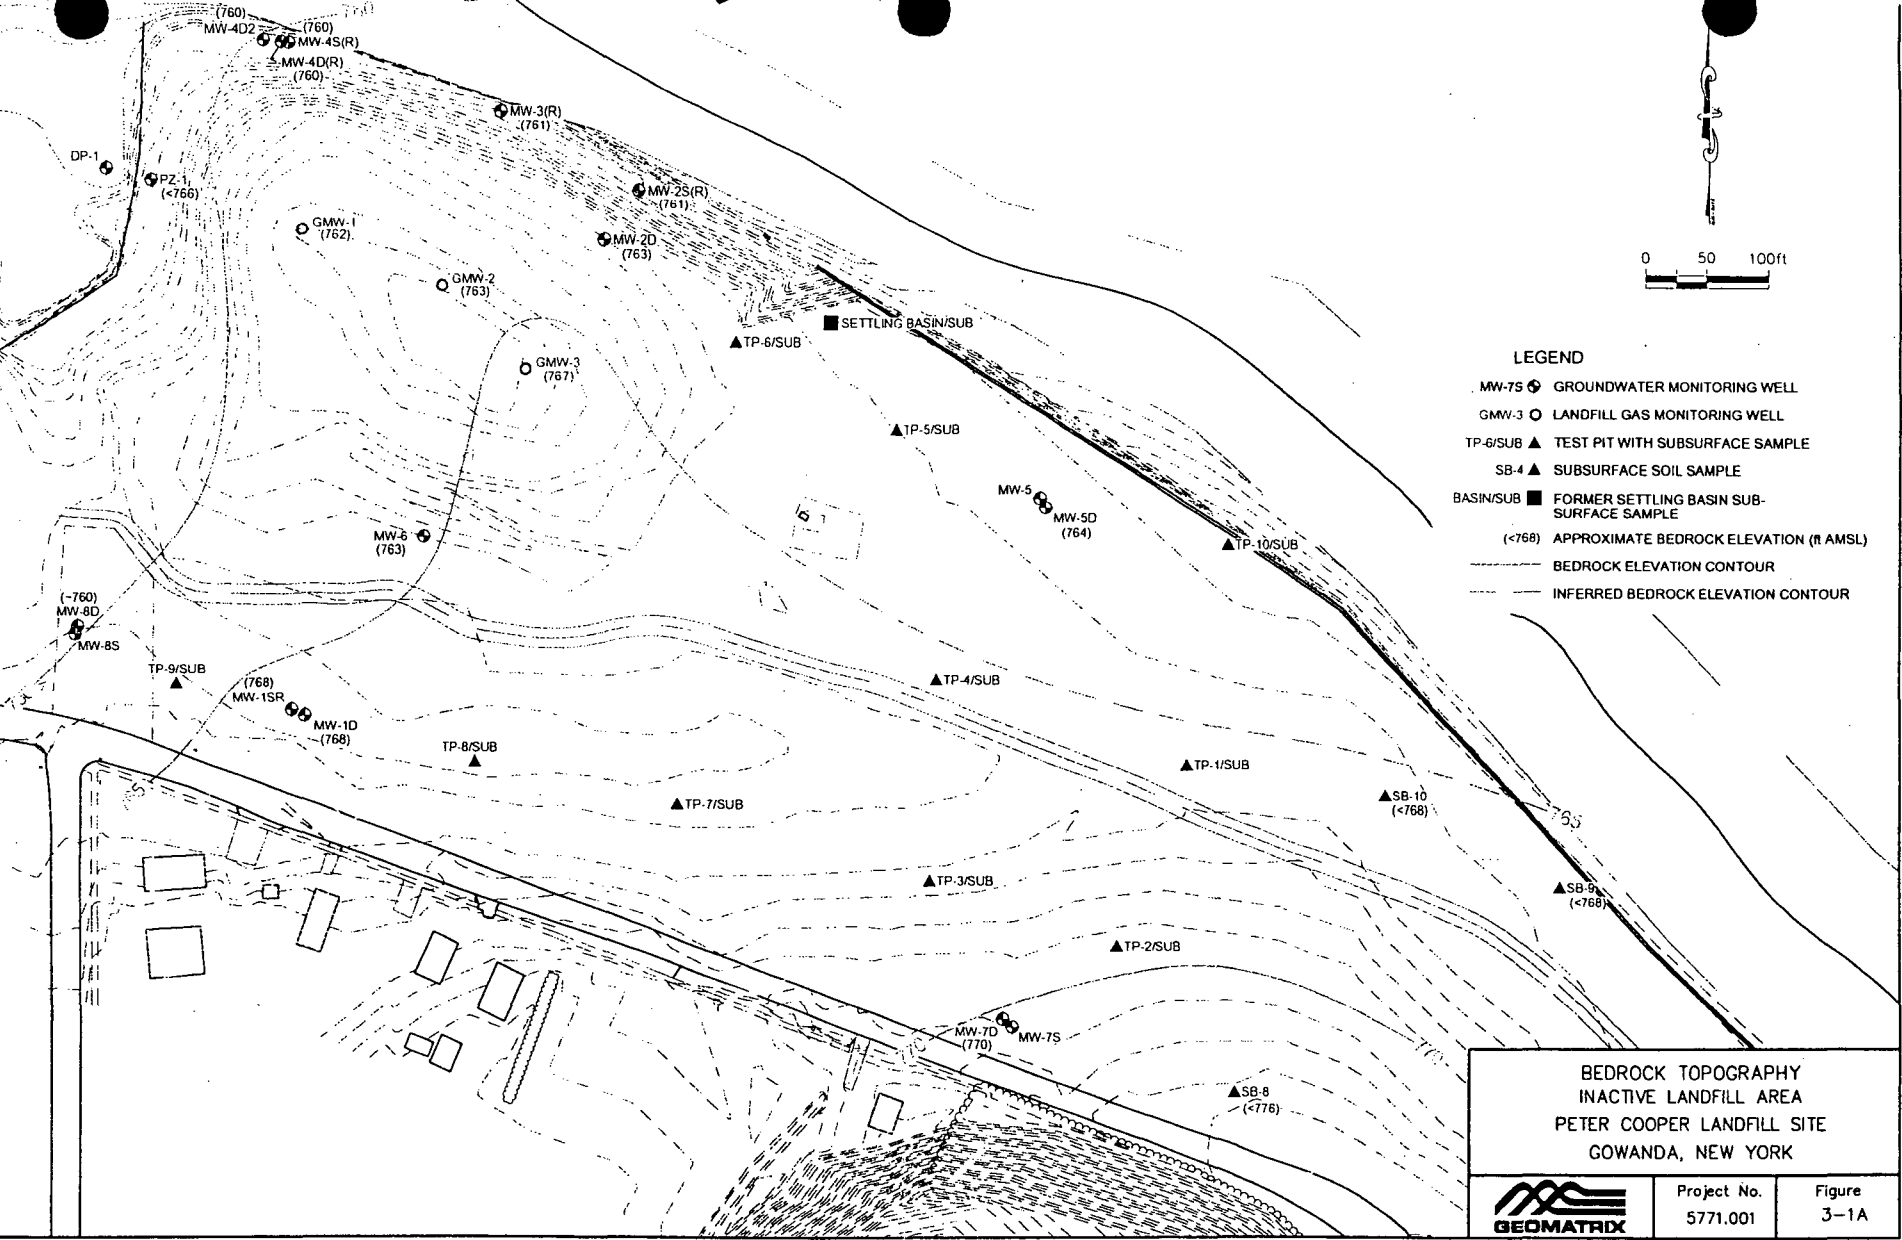 (760)
MW-4D2
(760)
MW-4S(R)
MW-4D(R)
(760)
MW-3(R)
(761)
DP-1
PZ-1
(<766)
MW-2S(R)
(761)
GMW-1
(762)
MW-2D
(763)
GMW-2
(763)
SETTLING BASIN/SUB
TP-6/SUB
GMW-3
(767)
TP-5/SUB
MW-5
MW-5D
(764)
MW-6
(763)
TP-10/SUB
(~760)
MW-8D
MW-8S
TP-9/SUB
(768)
MW-1SR
MW-1D
(768)
TP-4/SUB
TP-8/SUB
TP-1/SUB
TP-7/SUB
SB-10
(<768)
765
765
TP-3/SUB
SB-9
(<768)
TP-2/SUB
MW-7D
(770)
MW-7S
770
770
SB-8
(<776)
0 50 100ft
LEGEND
MW-7S GROUNDWATER MONITORING WELL
GMW-3 LANDFILL GAS MONITORING WELL
TP-6/SUB TEST PIT WITH SUBSURFACE SAMPLE
SB-4 SUBSURFACE SOIL SAMPLE
BASIN/SUB FORMER SETTLING BASIN SUB-
SURFACE SAMPLE
(<768) APPROXIMATE BEDROCK ELEVATION (ft AMSL)
BEDROCK ELEVATION CONTOUR
INFERRED BEDROCK ELEVATION CONTOUR
BEDROCK TOPOGRAPHY
INACTIVE LANDFILL AREA
PETER COOPER LANDFILL SITE
GOWANDA, NEW YORK
GEOMATRIX
Project No.
5771.001
Figure
3-1A